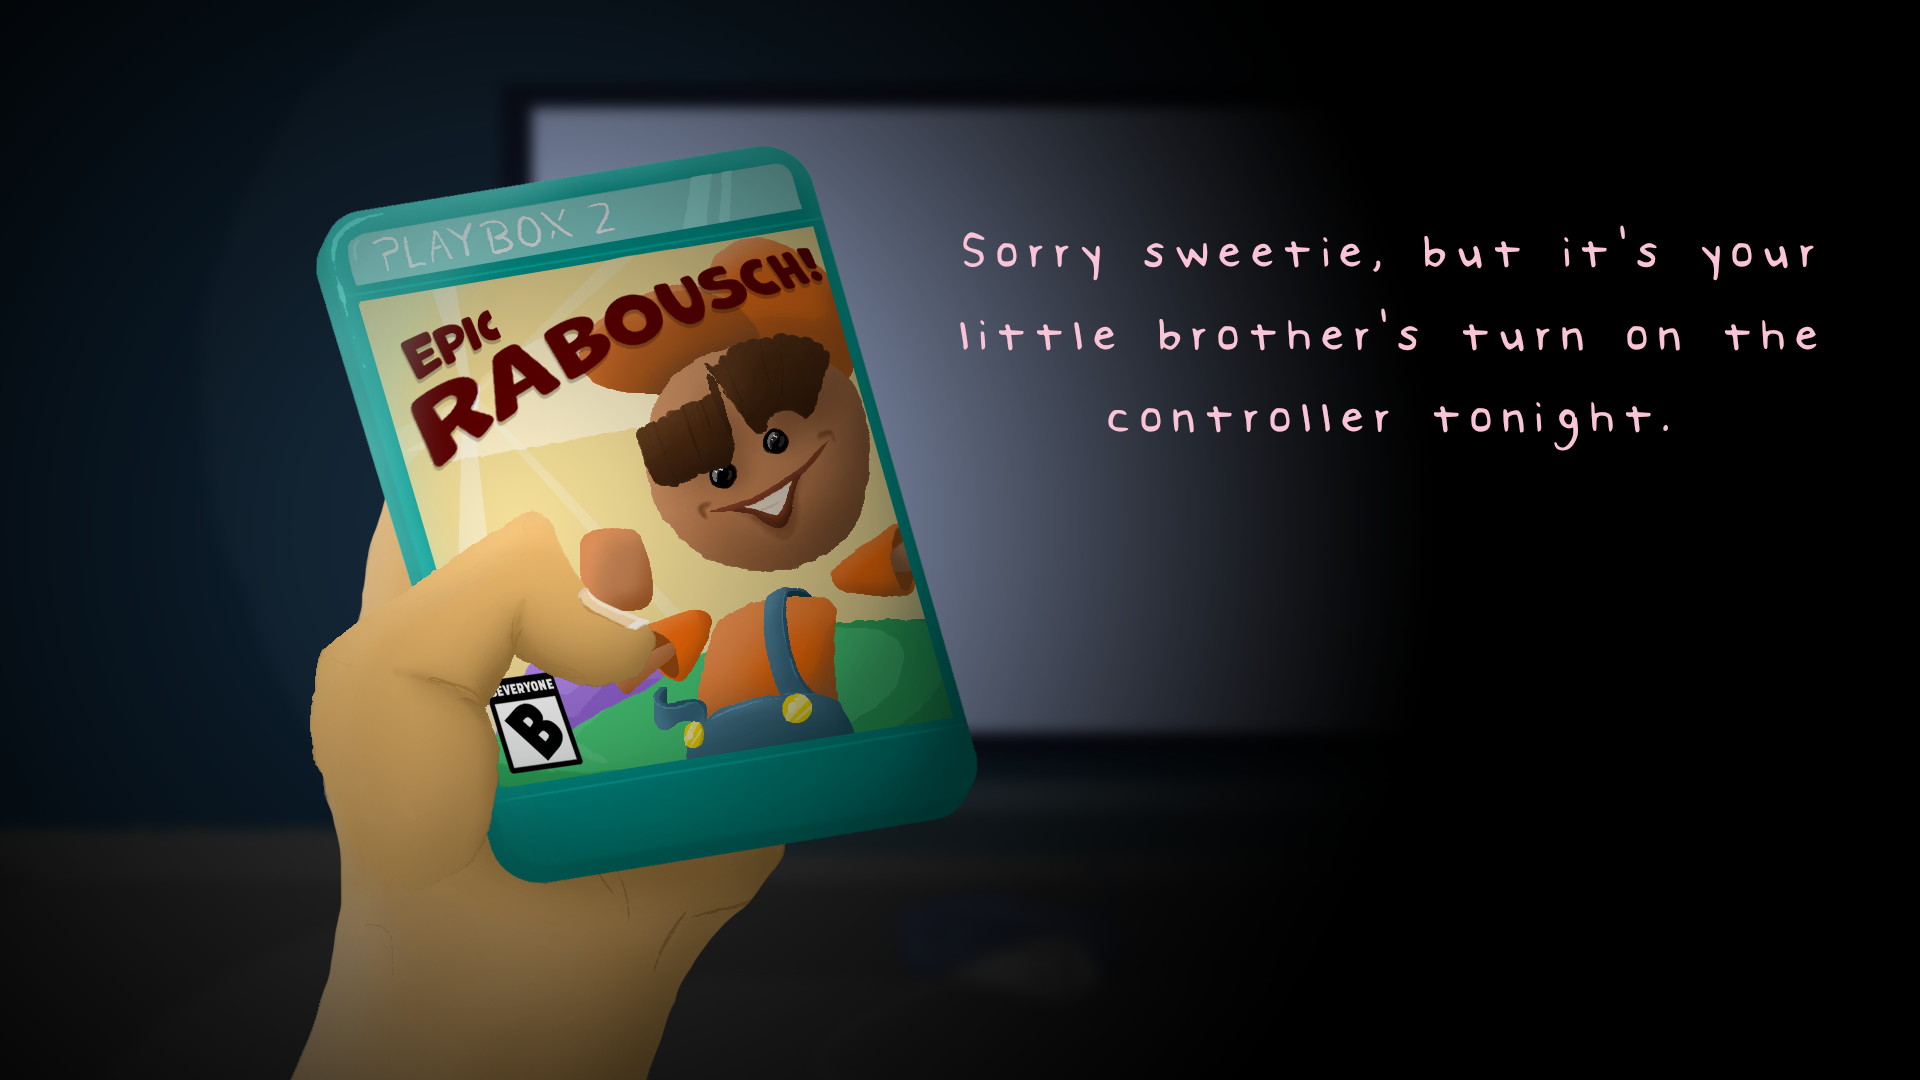 PLAYBOX 2
EPIC
RABOUSCH!
Sorry sweetie, but it's your
little brother's turn on the
controller tonight.
EVERYONE
B